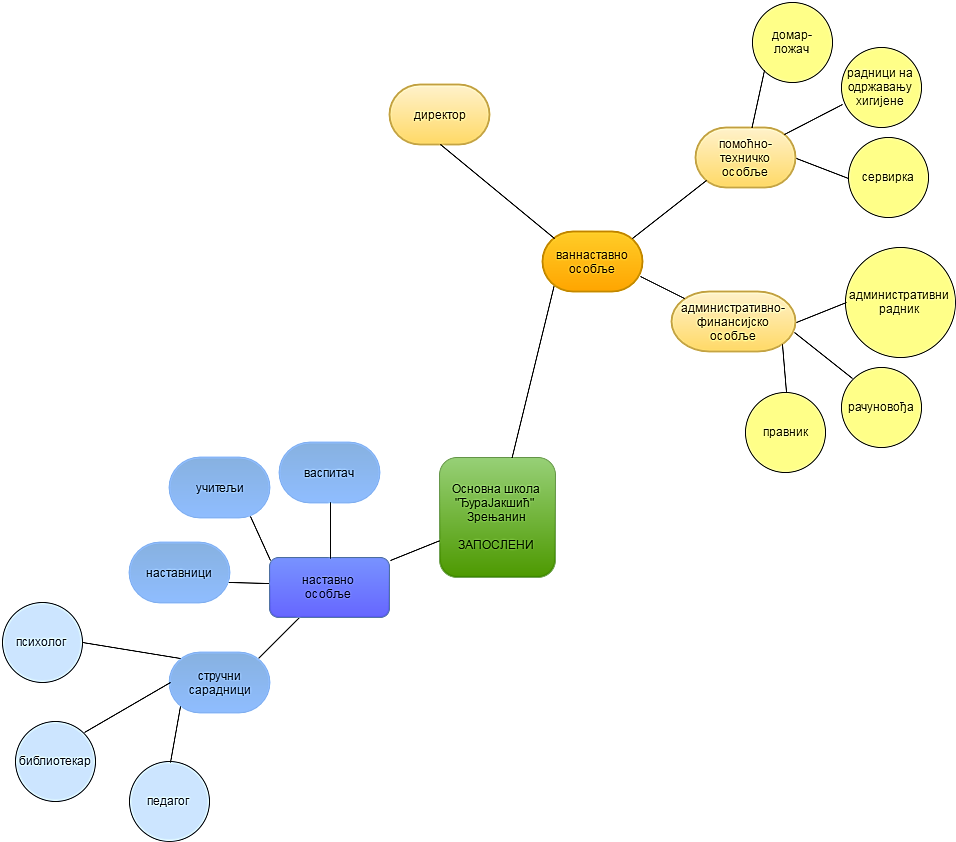 домар-
ложач
радници на
одржавању
хигијене
директор
помоћно-
техничко
особље
сервирка
ваннаставно
особље
административно-
финансијско
особље
административни
радник
рачуновођа
правник
Основна школа
"ЂураЈакшић"
Зрењанин
ЗАПОСЛЕНИ
васпитач
учитељи
наставници
наставно
особље
психолог
стручни
сарадници
библиотекар
педагог